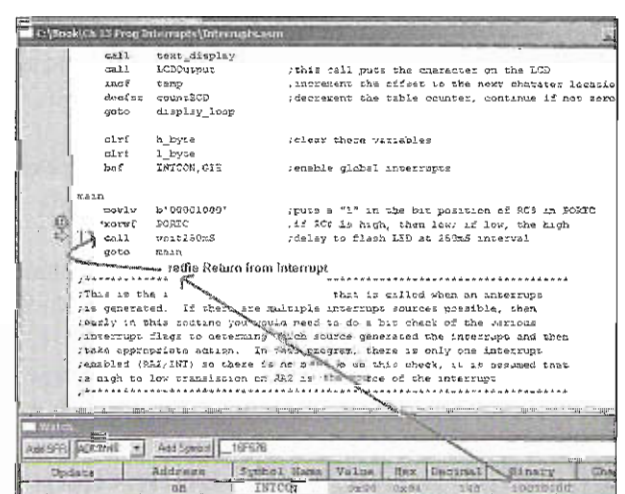 C:\Book\Ch 13 Prog Interrupts\Interrupts.asm
call text_display
call LCDOutput ;this call puts the character on the LCD
incf temp ;increment the offset to the next charater locatio
decfsz countLCD ;decrement the table counter, continue if not zero
goto display_loop
clrf h_byte ;clear these variables
clrf l_byte
bsf INTCON,GIE ;enable global interrupts
main
movlw b'00001000' ;puts a "1" in the bit position of RC3 in PORTC
xorwf PORTC ;if RC3 is high, then low; if low, the high
call wait250mS ;delay to flash LED at 250mS interval
goto main
retfie Return from Interrupt
;This is the that is called when an interrupt
;is generated. If there are multiple interrupt sources possible, then
;early in this routine you would need to do a bit check of the various
;interrupt flags to determine which source generated the interrupt and then
;take appropriate action. In this program, there is only one interrupt
;enabled (RA2/INT) so there is no need to do this check, it is assumed that
;a high to low translation on RA2 is the source of the interrupt
Watch
Add SFR Add Symbol _16F676
Update Address Symbol Name Value Hex Decimal Binary Cha
INTCON 0x94 0x94 148 10010100